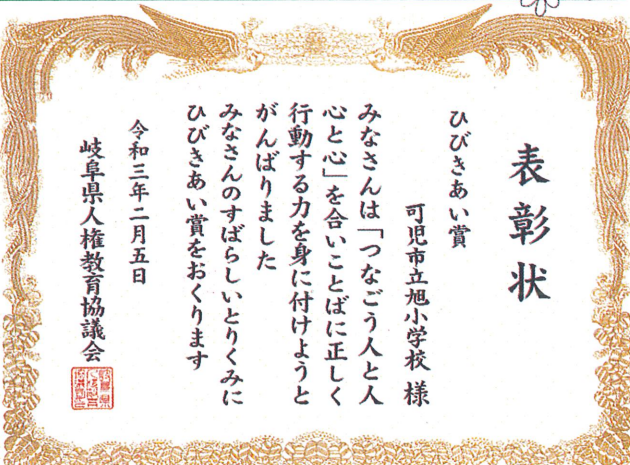 表彰状
ひびきあい賞
可児市立旭小学校 様
みなさんは「つなごう人と人
心と心」を合いことばに正しく
行動する力を身に付けようと
がんばりました
みなさんのすばらしいとりくみに
ひびきあい賞をおくります
令和三年二月五日
岐阜県人権教育協議会